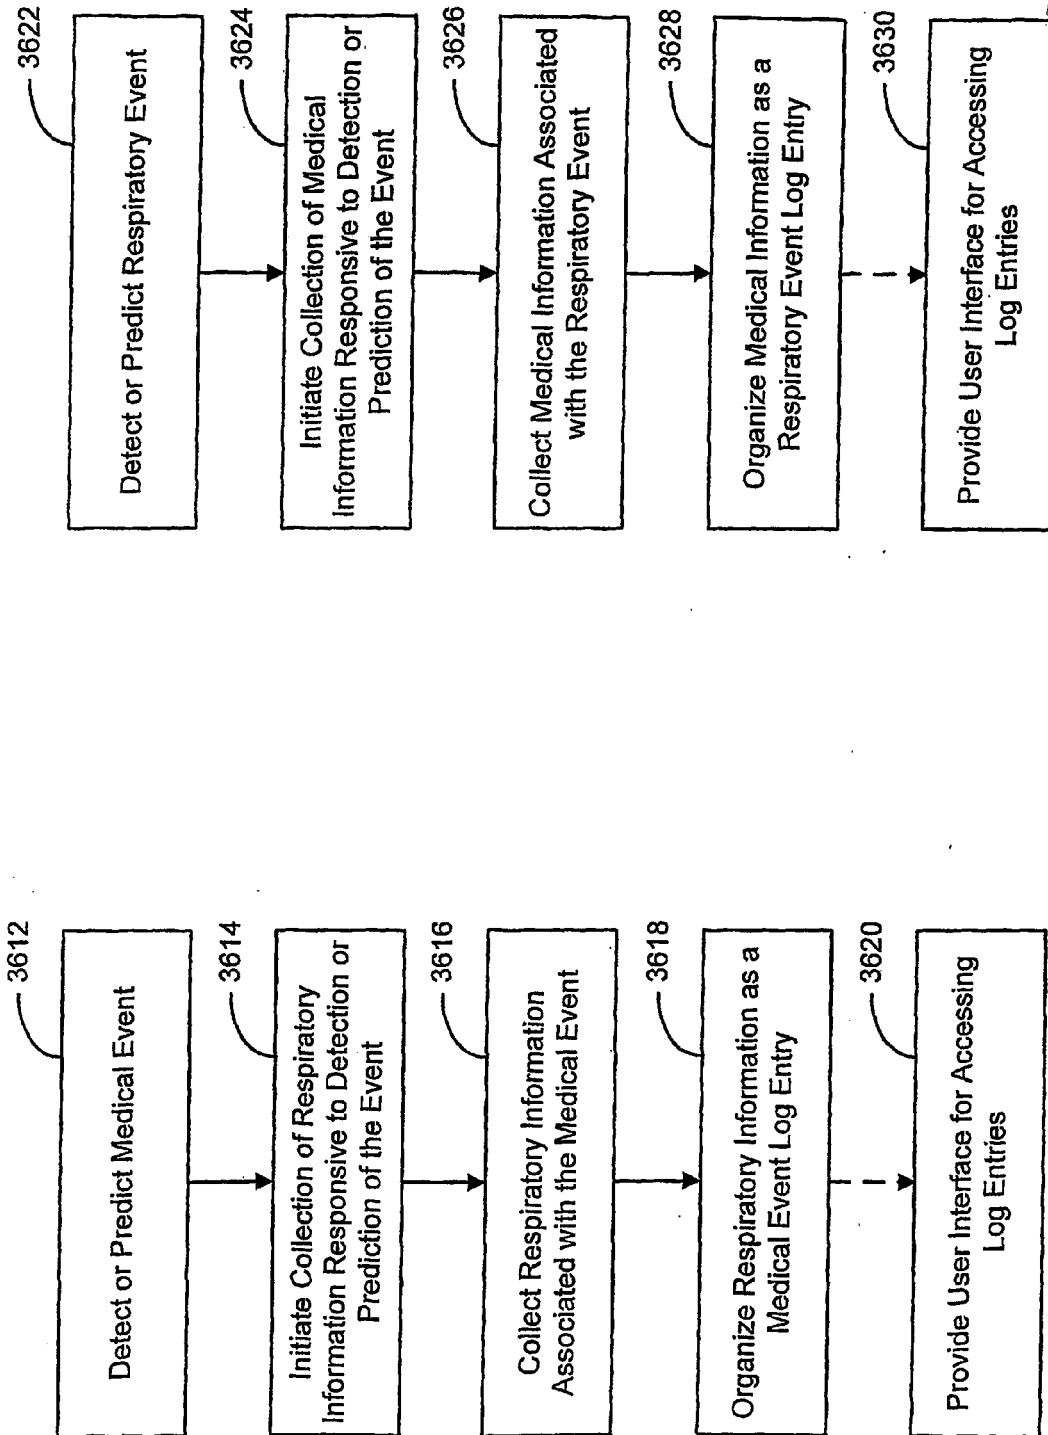 3612
Detect or Predict Medical Event
3614
Initiate Collection of Respiratory
Information Responsive to Detection or
Prediction of the Event
3616
Collect Respiratory Information
Associated with the Medical Event
3618
Organize Respiratory Information as a
Medical Event Log Entry
3620
Provide User Interface for Accessing
Log Entries
3622
Detect or Predict Respiratory Event
3624
Initiate Collection of Medical
Information Responsive to Detection or
Prediction of the Event
3626
Collect Medical Information Associated
with the Respiratory Event
3628
Organize Medical Information as a
Respiratory Event Log Entry
3630
Provide User Interface for Accessing
Log Entries